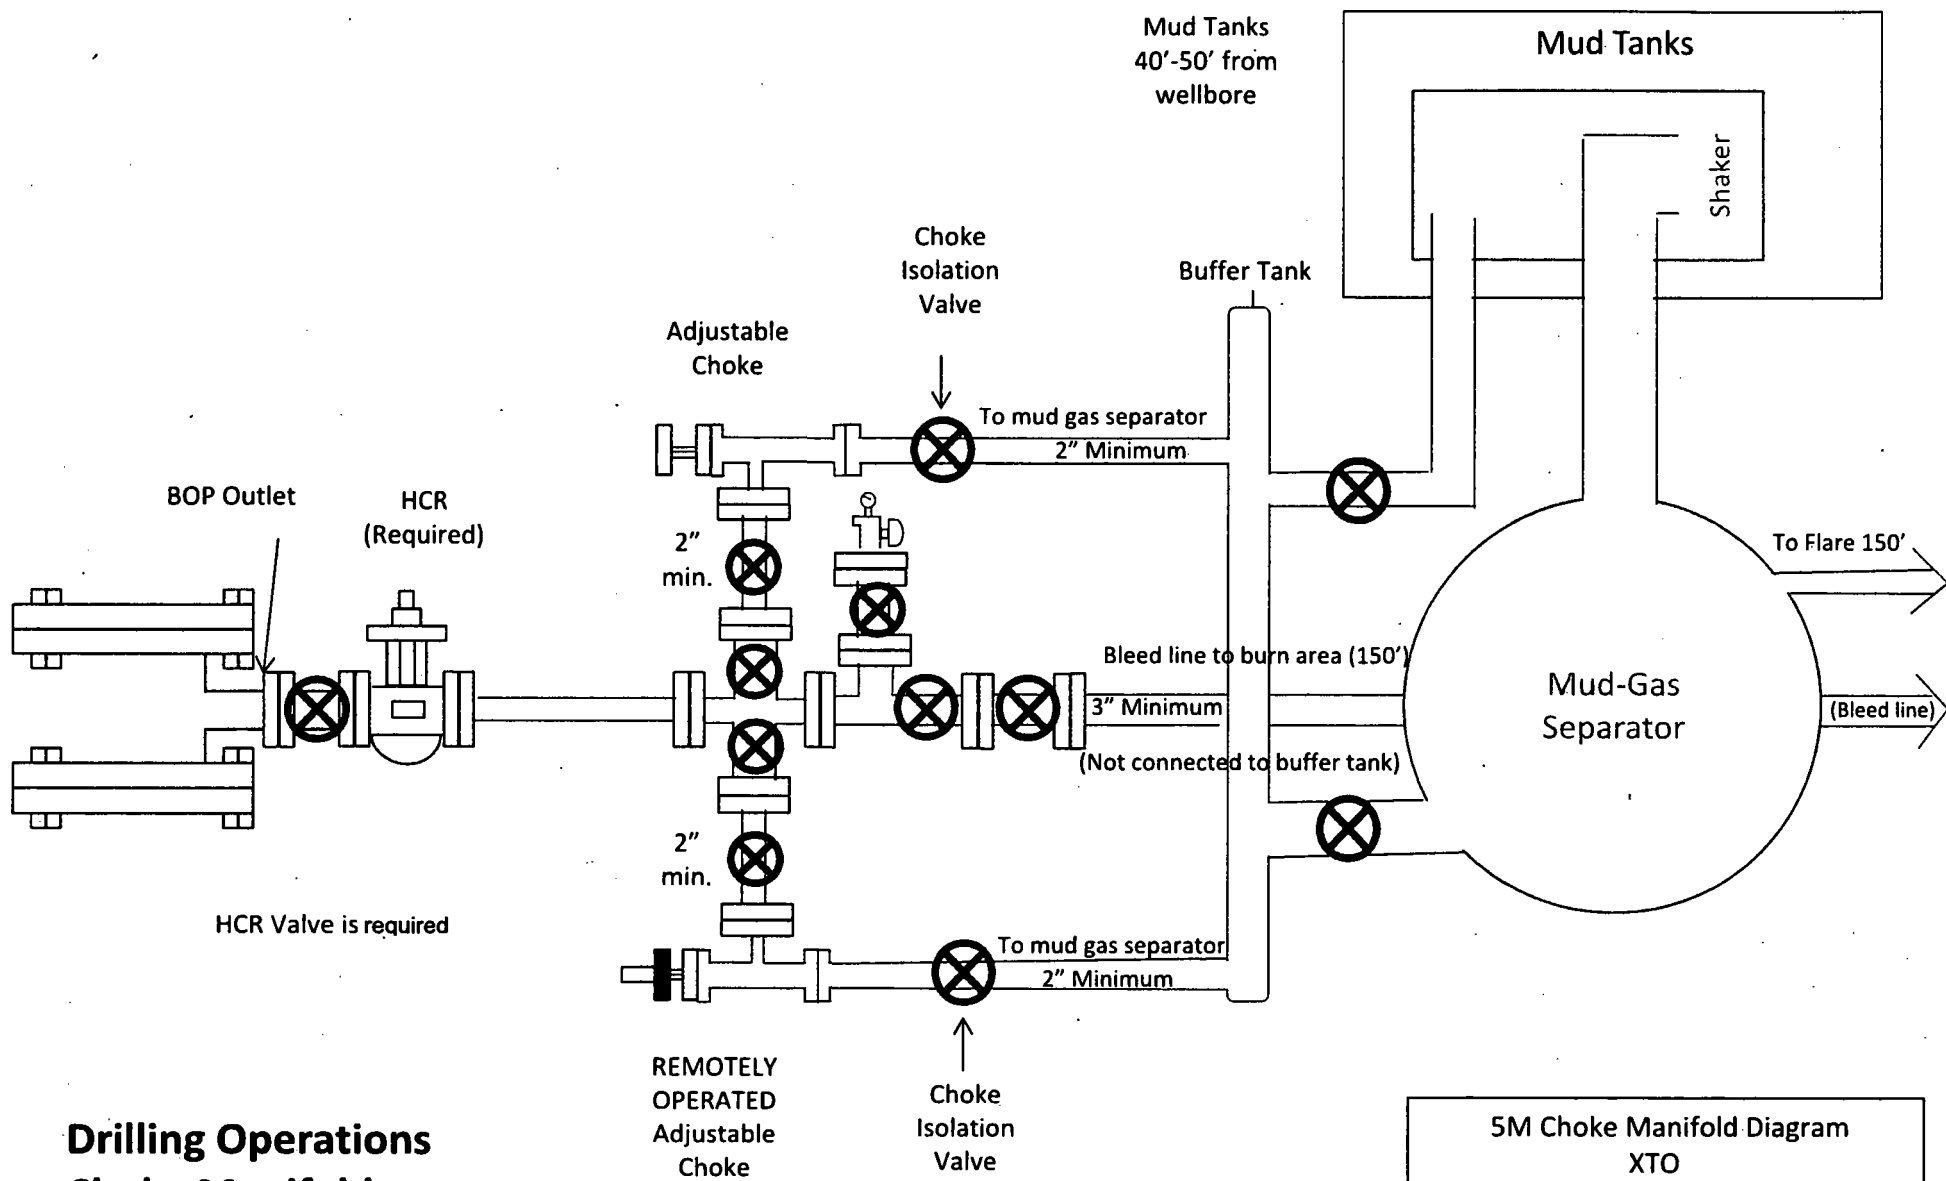 Mud Tanks
40'-50' from
wellbore
Mud Tanks
Shaker
Choke
Isolation
Valve
Buffer Tank
Adjustable
Choke
To mud gas separator
2" Minimum
BOP Outlet
HCR
(Required)
2"
min.
To Flare 150'
Bleed line to burn area (150')
3" Minimum
(Not connected to buffer tank)
Mud-Gas
Separator
(Bleed line)
2"
min.
HCR Valve is required
To mud gas separator
2" Minimum
REMOTELY
OPERATED
Adjustable
Choke
Choke
Isolation
Valve
Drilling Operations
Choke Manifold
5M Choke Manifold Diagram
XTO